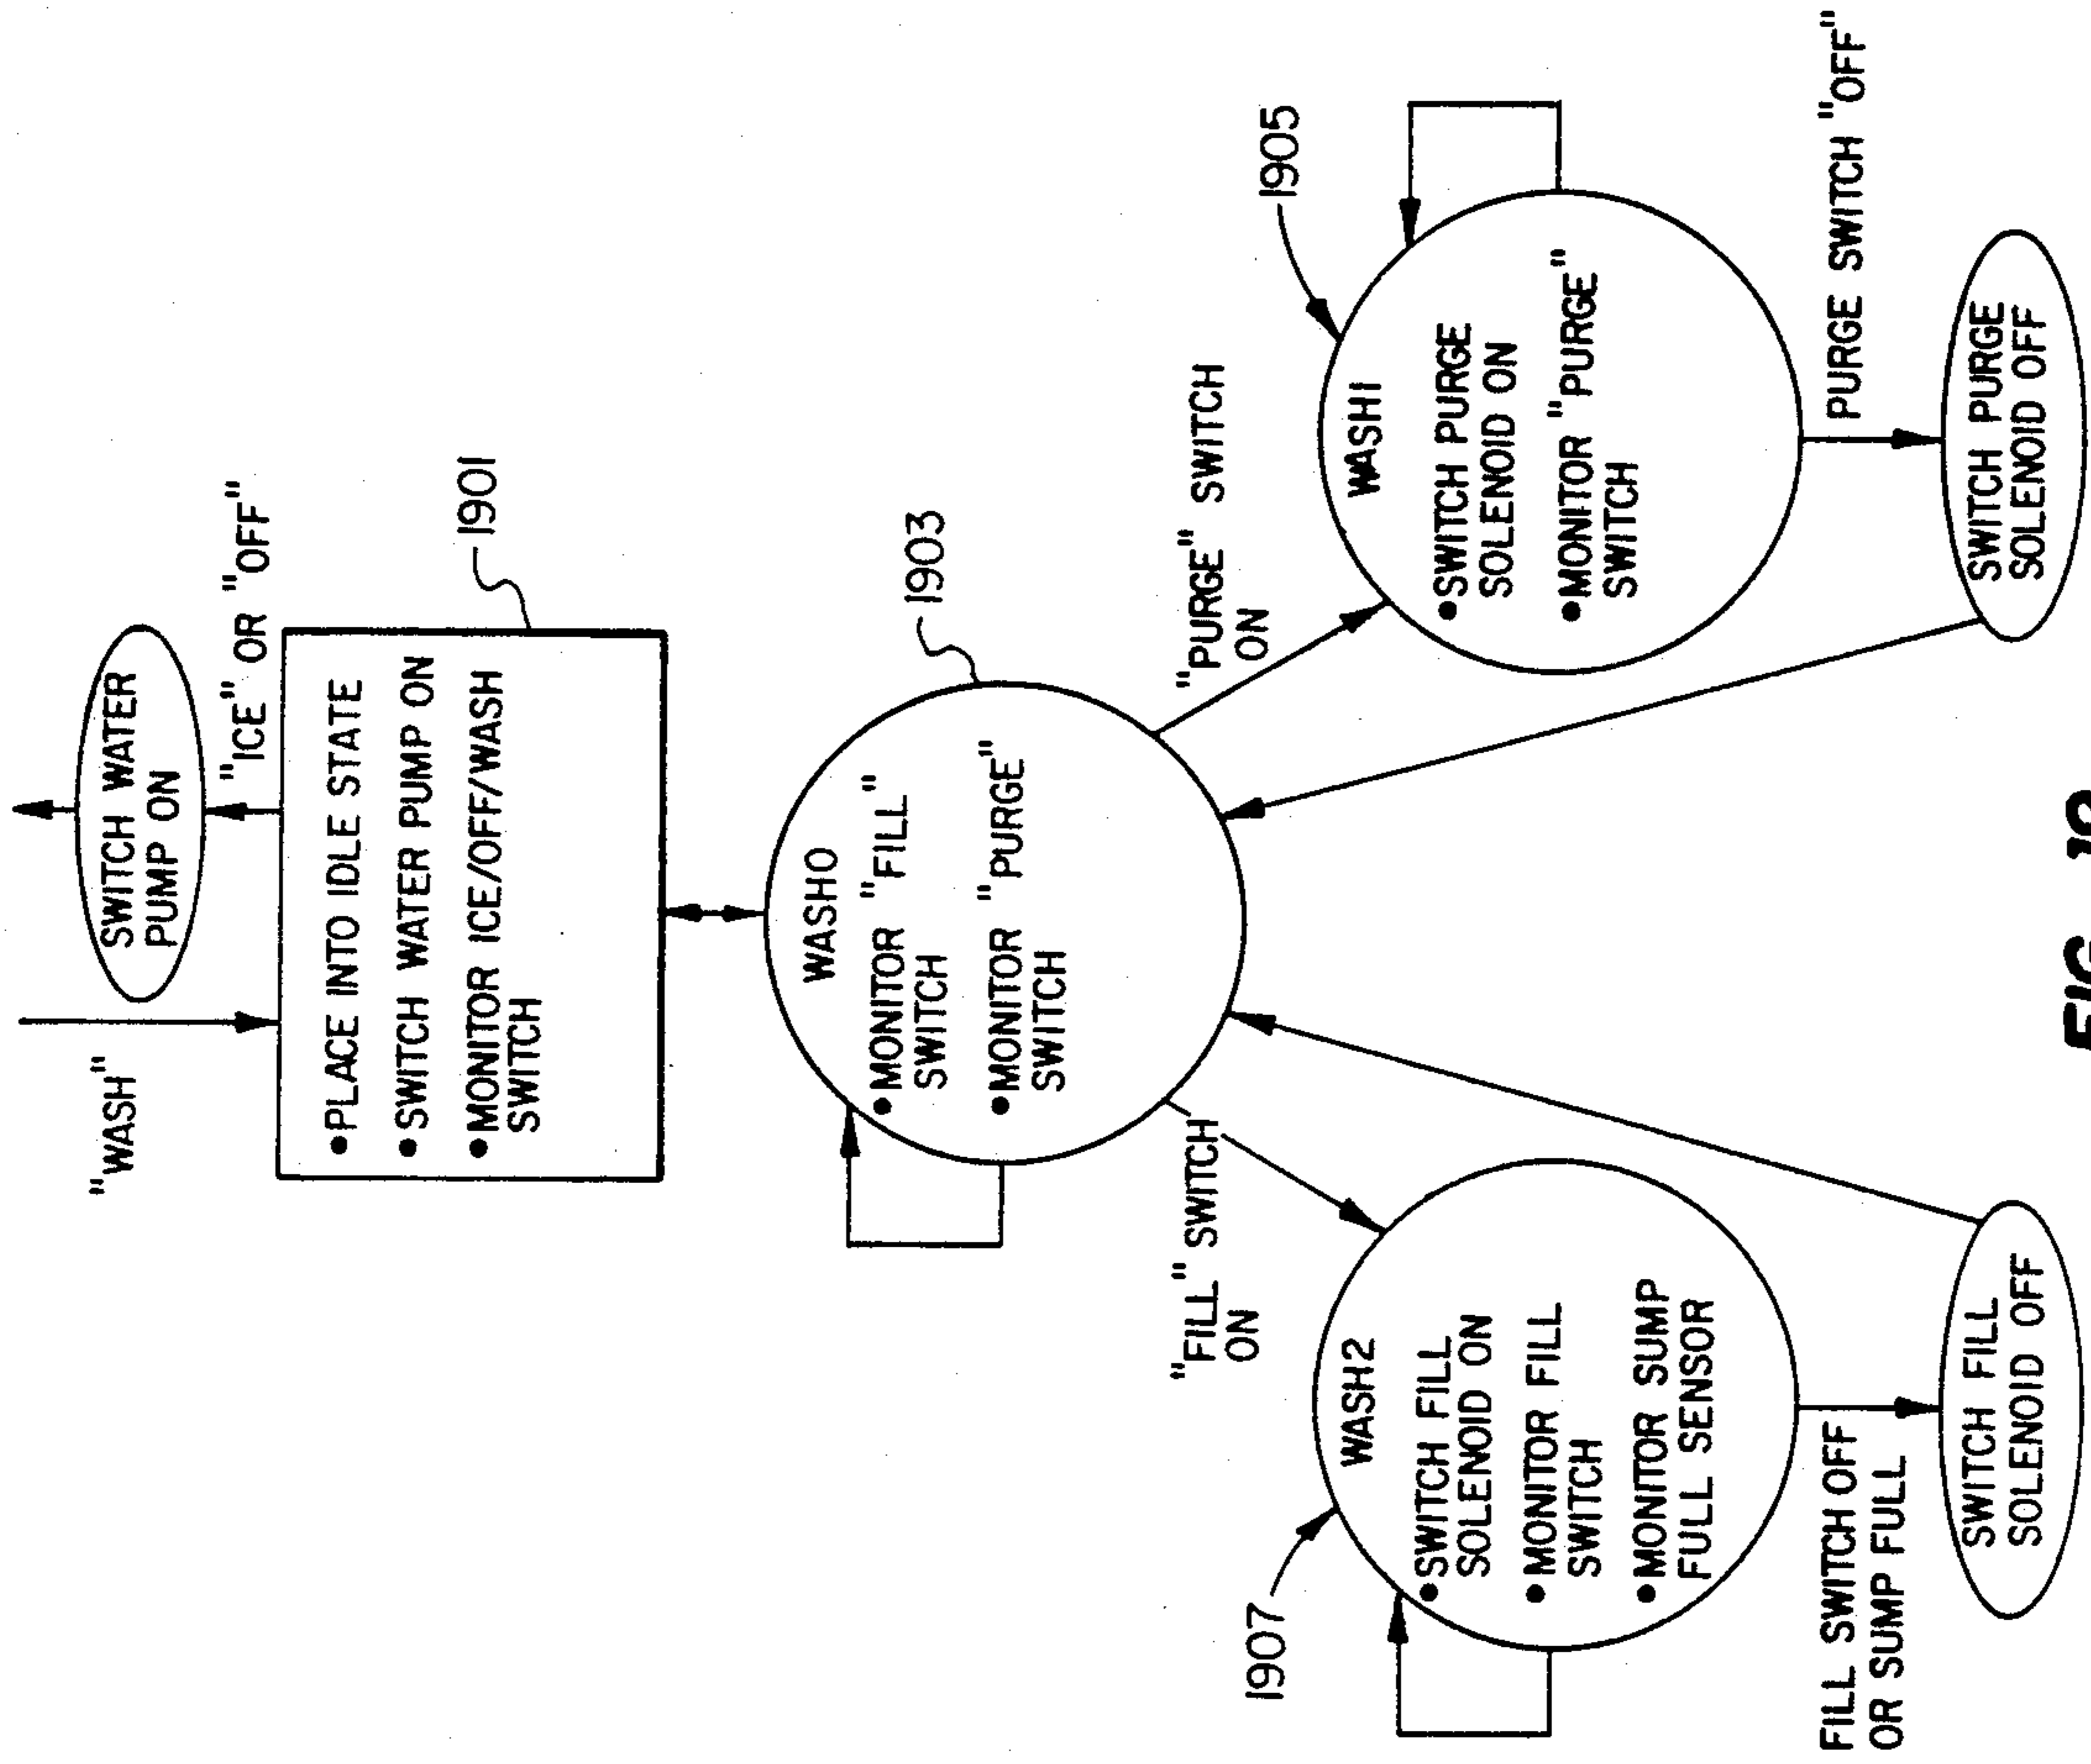 "WASH"
SWITCH WATER
PUMP ON
"ICE" OR "OFF"
•PLACE INTO IDLE STATE
•SWITCH WATER PUMP ON
•MONITOR ICE/OFF/WASH
SWITCH
1901
WASH0
•MONITOR "FILL"
SWITCH
•MONITOR "PURGE"
SWITCH
1903
"FILL" SWITCH
ON
"PURGE" SWITCH
ON
1907
WASH2
•SWITCH FILL
SOLENOID ON
•MONITOR FILL
SWITCH
•MONITOR SUMP
FULL SENSOR
1905
WASH1
•SWITCH PURGE
SOLENOID ON
•MONITOR "PURGE"
SWITCH
FILL SWITCH OFF
OR SUMP FULL
PURGE SWITCH "OFF"
SWITCH FILL
SOLENOID OFF
SWITCH PURGE
SOLENOID OFF
FIG. 19